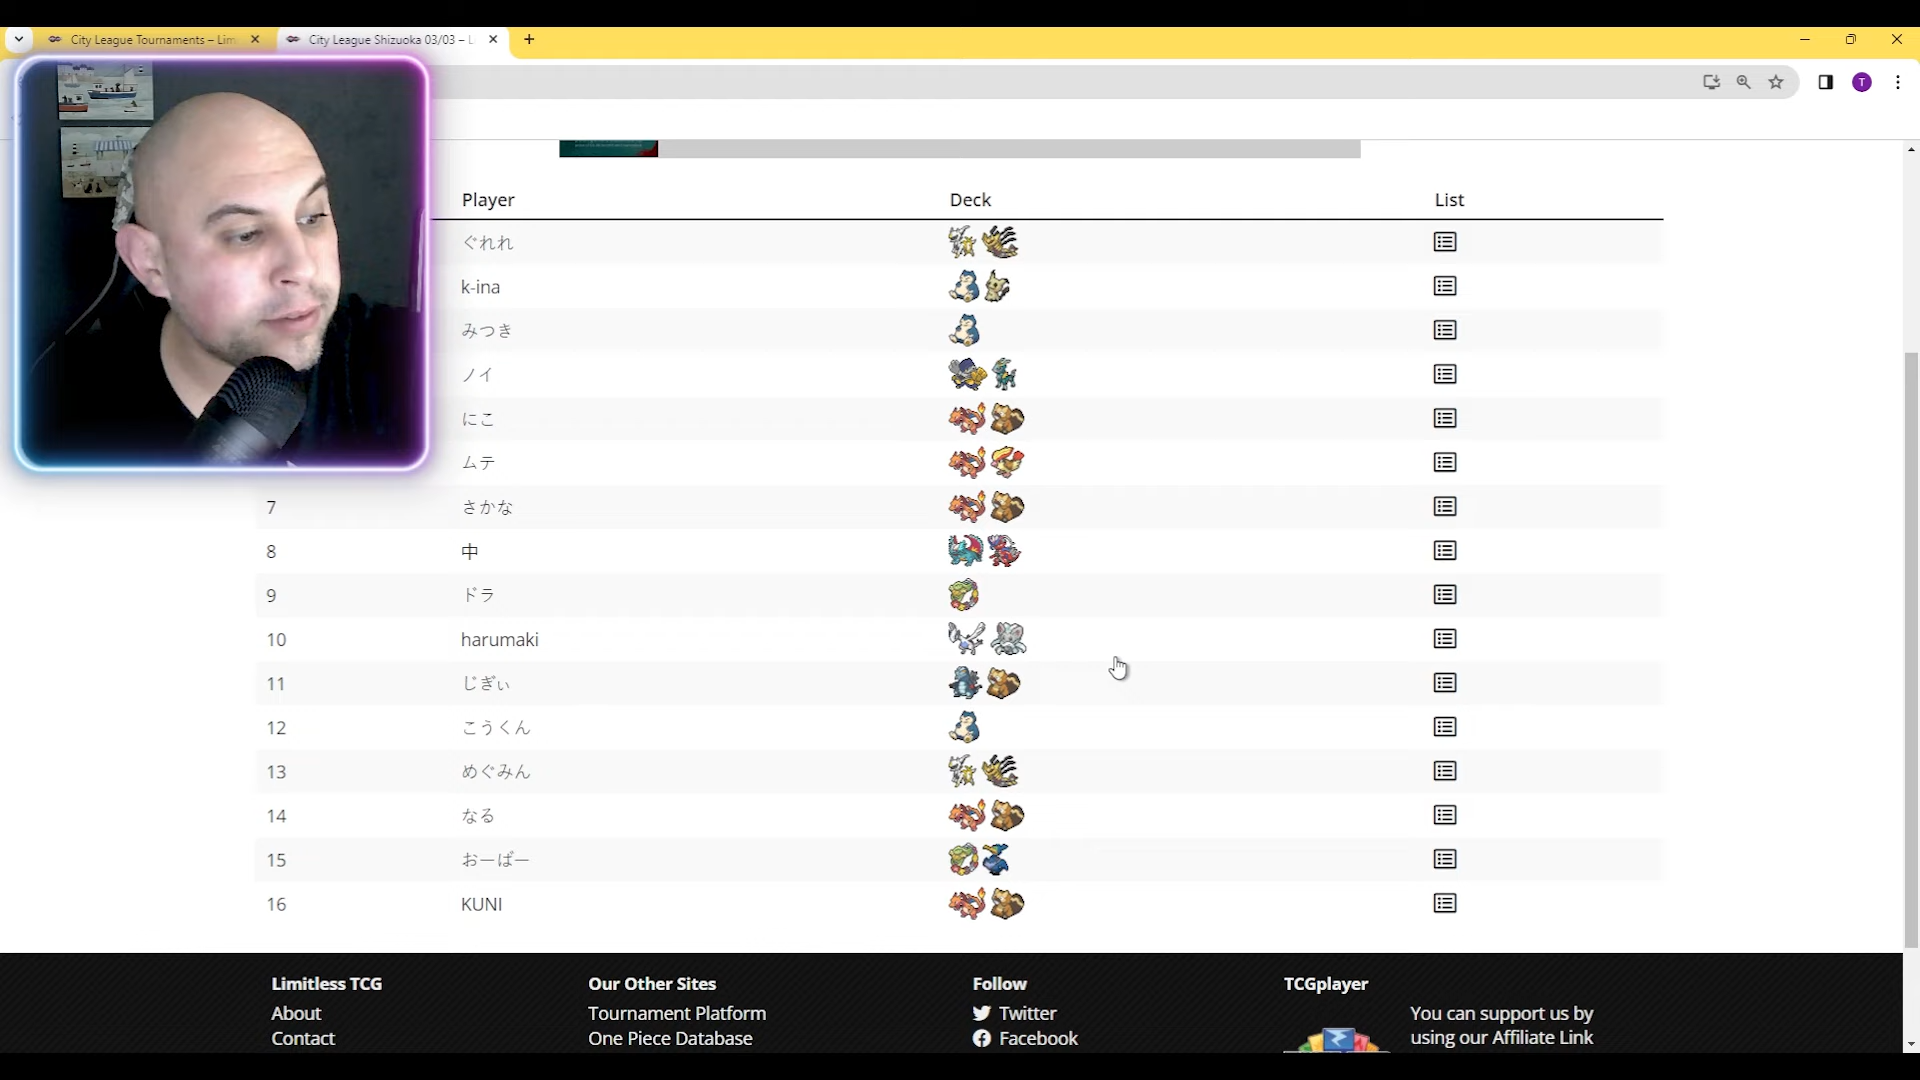 City League Tournaments – Lim
City League Shizuoka 03/03 – L
T
Player Deck List
ぐれれ
k-ina
みつき
ノイ
にこ
ムテ
7 さかな
8 中
9 ドラ
10 harumaki
11 じぎぃ
12 こうくん
13 めぐみん
14 なる
15 おーばー
16 KUNI
Limitless TCG
About
Contact
Our Other Sites
Tournament Platform
One Piece Database
Follow
Twitter
Facebook
TCGplayer
You can support us by
using our Affiliate Link